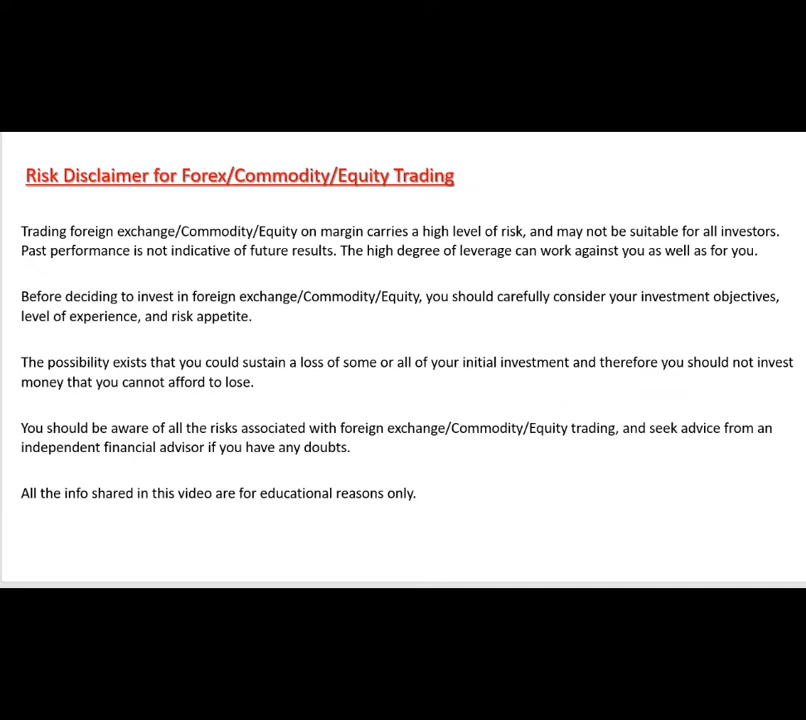 Risk Disclaimer for Forex/Commodity/Equity Trading
Trading foreign exchange/Commodity/Equity on margin carries a high level of risk, and may not be suitable for all investors.
Past performance is not indicative of future results. The high degree of leverage can work against you as well as for you.
Before deciding to invest in foreign exchange/Commodity/Equity, you should carefully consider your investment objectives,
level of experience, and risk appetite.
The possibility exists that you could sustain a loss of some or all of your initial investment and therefore you should not invest
money that you cannot afford to lose.
You should be aware of all the risks associated with foreign exchange/Commodity/Equity trading, and seek advice from an
independent financial advisor if you have any doubts.
All the info shared in this video are for educational reasons only.